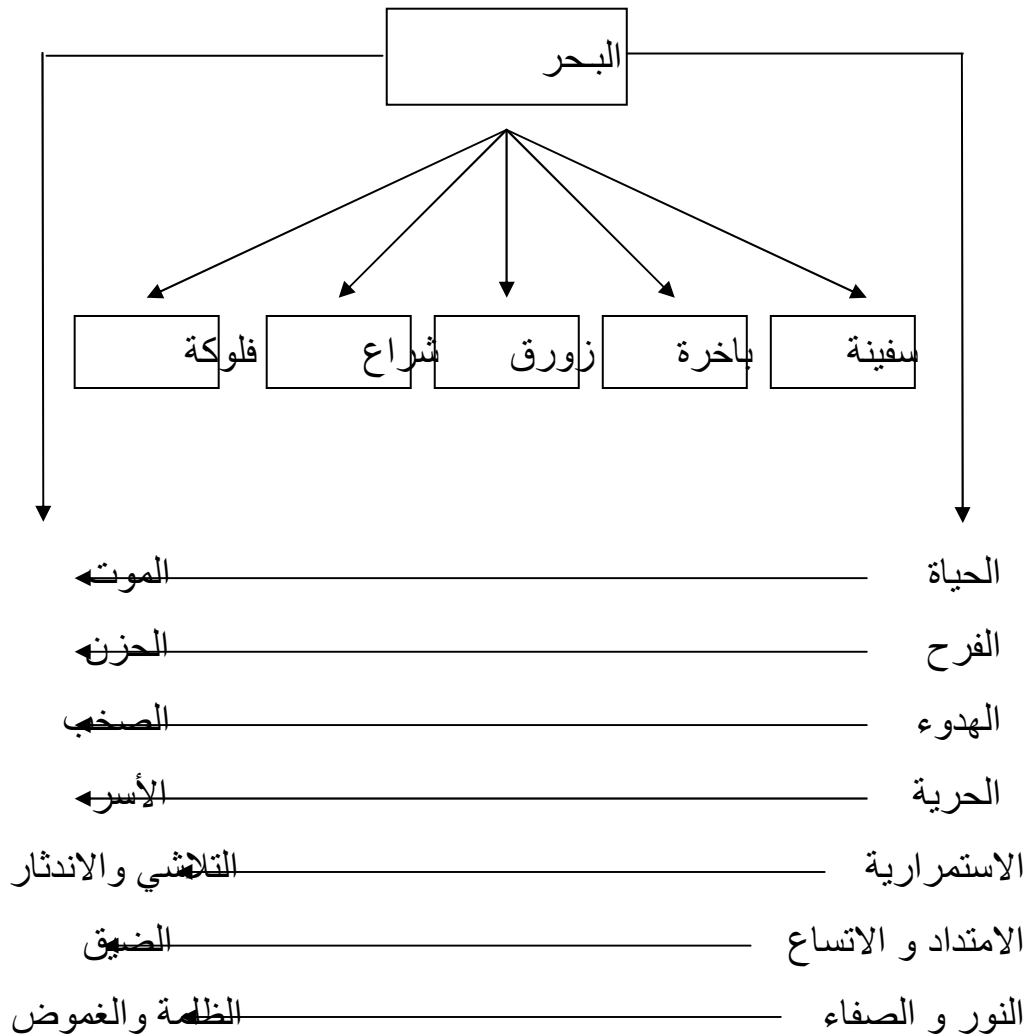 البحر
سفينة باخرة زورق شراع فلوكة
الحياة الموت
الفرح الحزن
الهدوء الصخب
الحرية الأسر
الاستمرارية التلاشي والاندثار
الامتداد و الاتساع الضيق
النور و الصفاء الظلمة والغموض